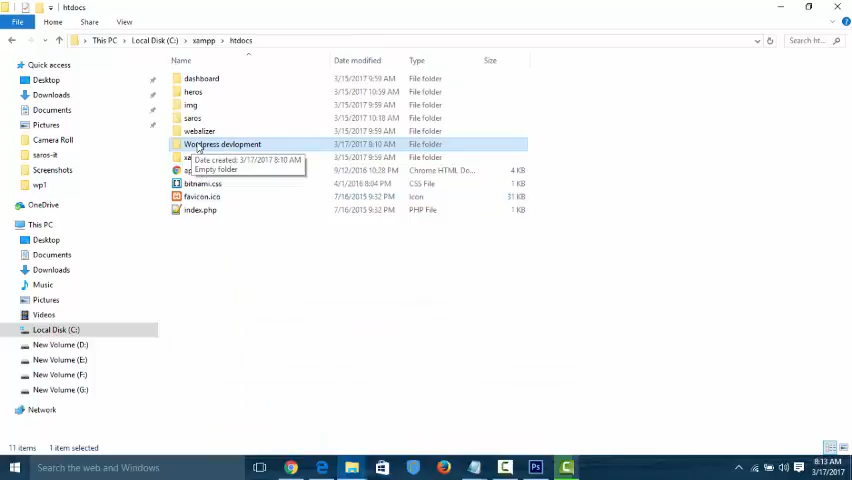 htdocs
File
Home
Share
View
This PC
Local Disk (C:)
xampp
htdocs
Search ht...
Name
Date modified
Type
Size
Quick access
Desktop
Downloads
Documents
Pictures
Camera Roll
saros-it
Screenshots
wp1
OneDrive
This PC
Desktop
Documents
Downloads
Music
Pictures
Videos
Local Disk (C:)
New Volume (D:)
New Volume (E:)
New Volume (F:)
New Volume (G:)
Network
dashboard 3/15/2017 9:59 AM File folder
heros 3/15/2017 10:59 AM File folder
img 3/15/2017 9:59 AM File folder
saros 3/15/2017 10:18 AM File folder
webalizer 3/15/2017 9:59 AM File folder
Wordpress devlopment 3/17/2017 8:10 AM File folder
3/15/2017 9:59 AM File folder
Date created: 3/17/2017 8:10 AM
Empty folder
9/12/2016 10:28 PM Chrome HTML Do... 4 KB
bitnami.css 4/1/2016 8:04 PM CSS File 1 KB
favicon.ico 7/16/2015 9:32 PM Icon 31 KB
index.php 7/16/2015 9:32 PM PHP File 1 KB
11 items 1 item selected
Search the web and Windows
8:13 AM
3/17/2017